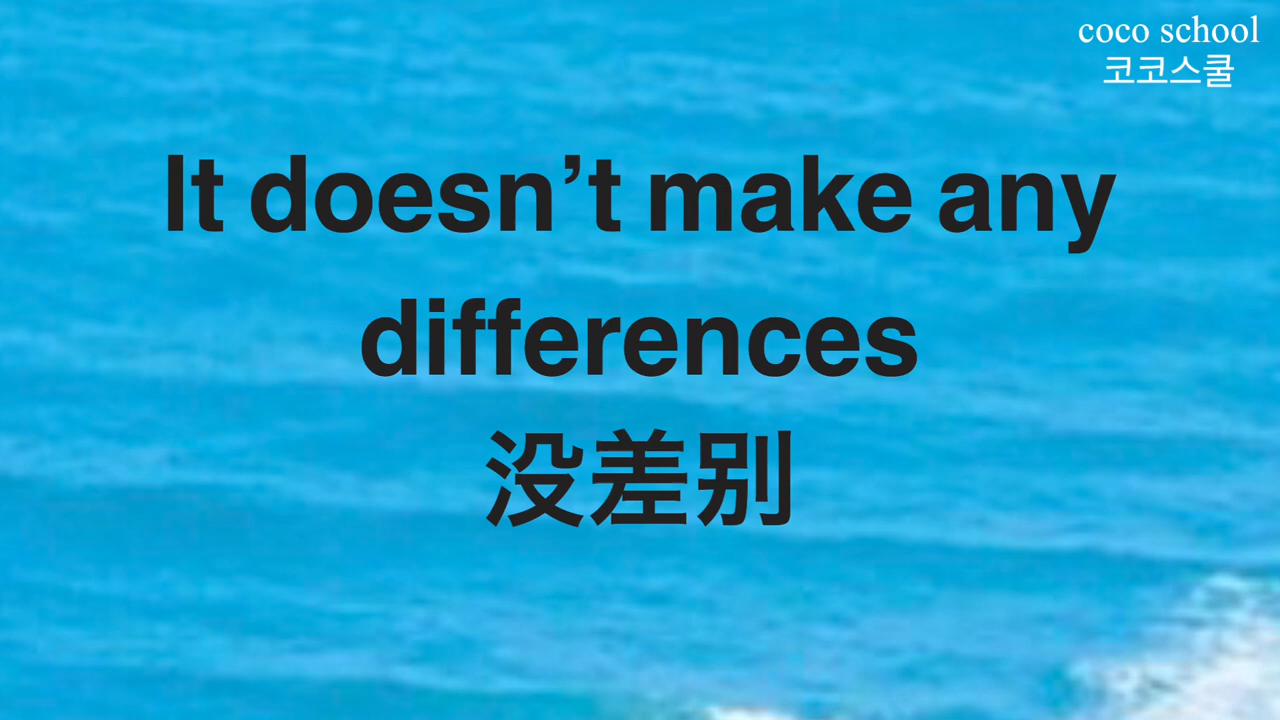 coco school
코코스쿨
It doesn’t make any
differences
没差别